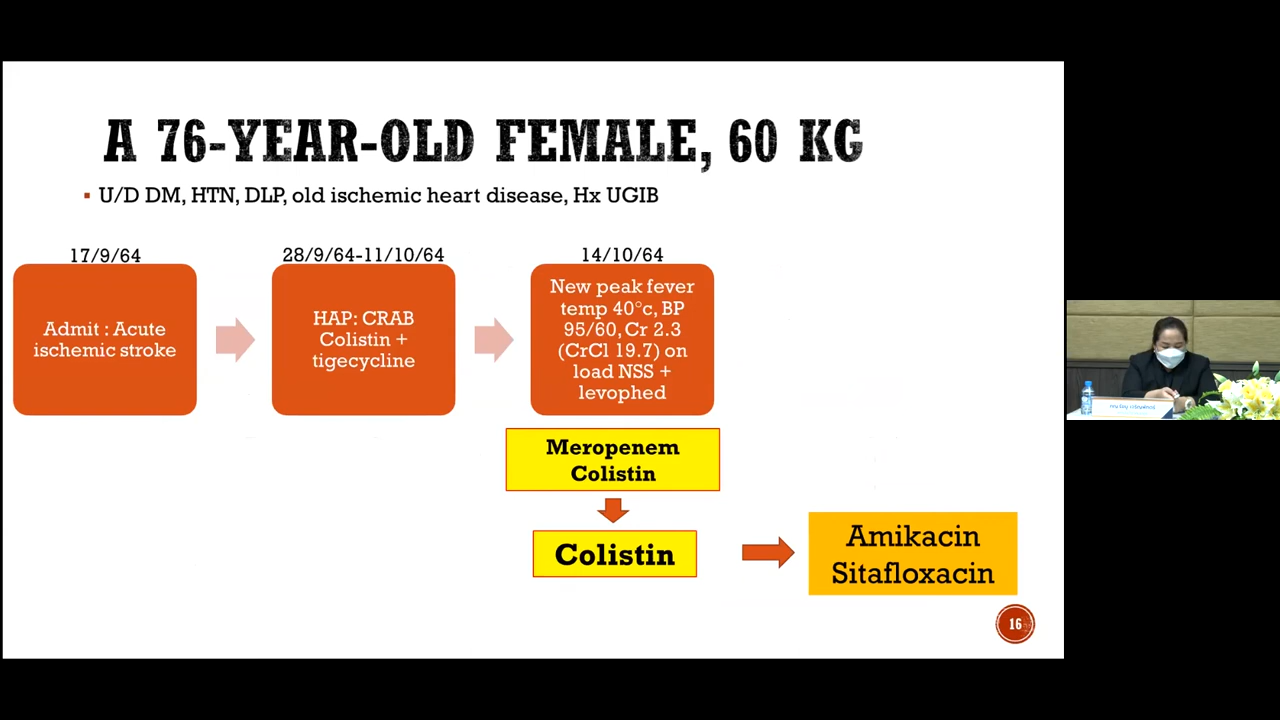 A 76-YEAR-OLD FEMALE, 60 KG
▪ U/D DM, HTN, DLP, old ischemic heart disease, Hx UGIB
17/9/64
Admit : Acute
ischemic stroke
28/9/64-11/10/64
HAP: CRAB
Colistin +
tigecycline
14/10/64
New peak fever
temp 40°c, BP
95/60, Cr 2.3
(CrCl 19.7) on
load NSS +
levophed
Meropenem
Colistin
Colistin
Amikacin
Sitafloxacin
16